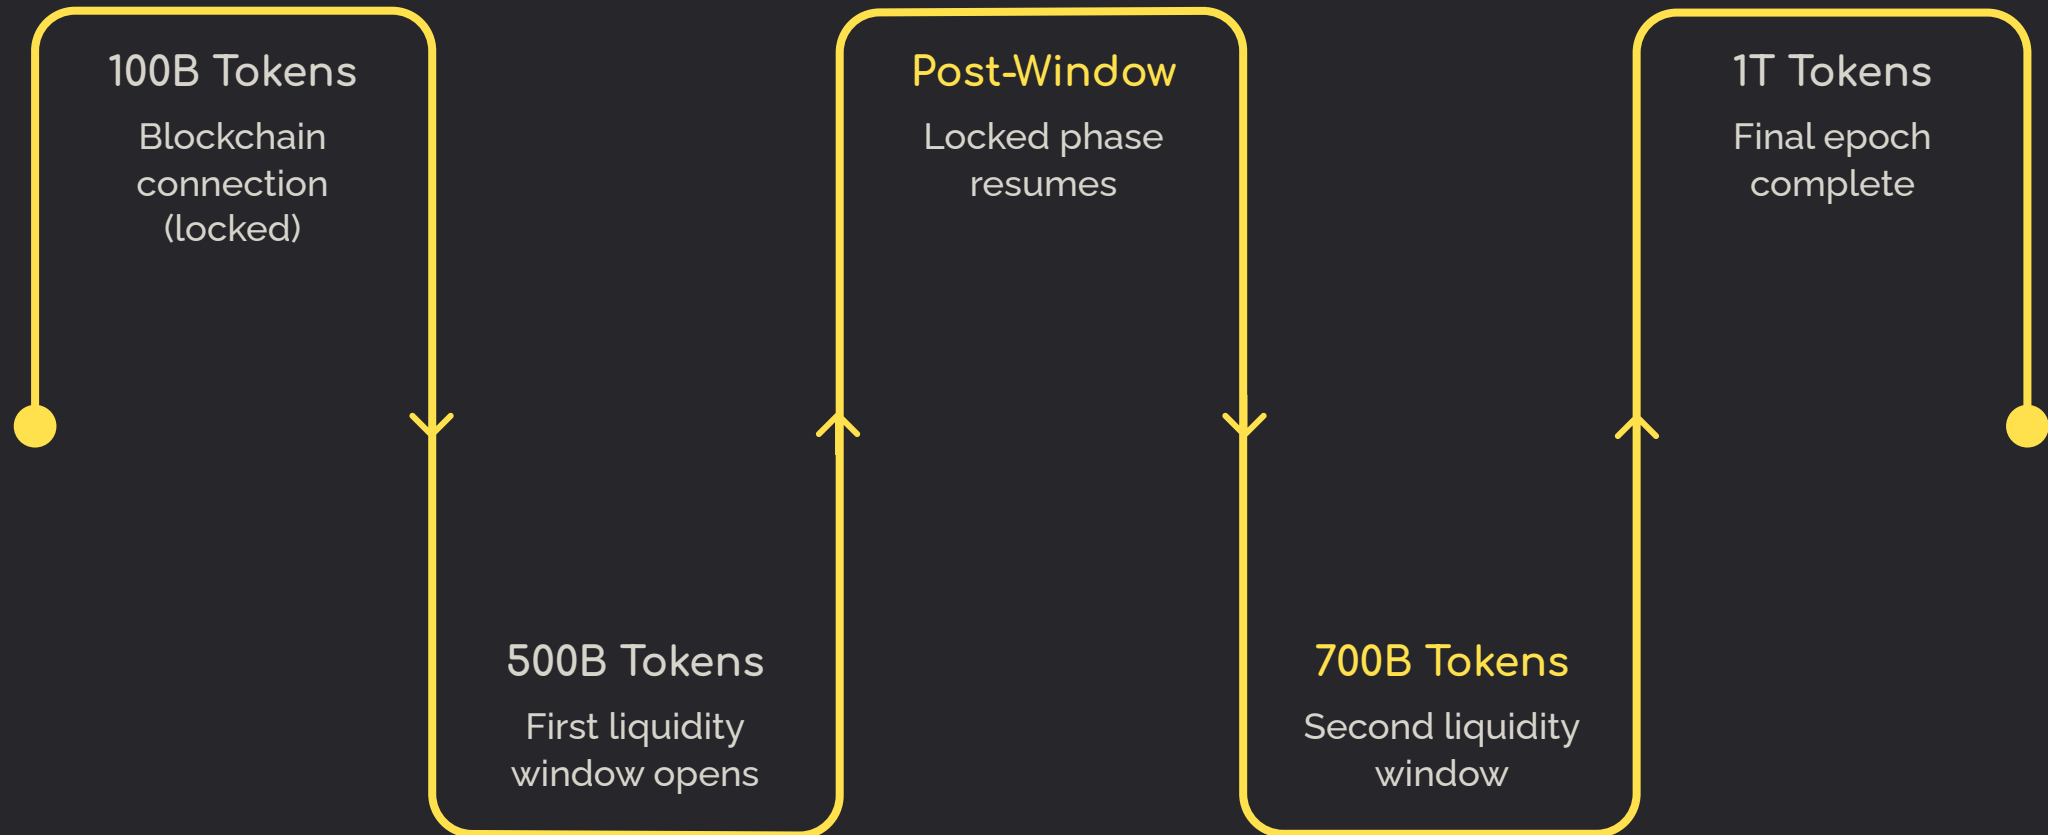 100B Tokens
Blockchain
connection
(locked)
500B Tokens
First liquidity
window opens
Post-Window
Locked phase
resumes
700B Tokens
Second liquidity
window
1T Tokens
Final epoch
complete